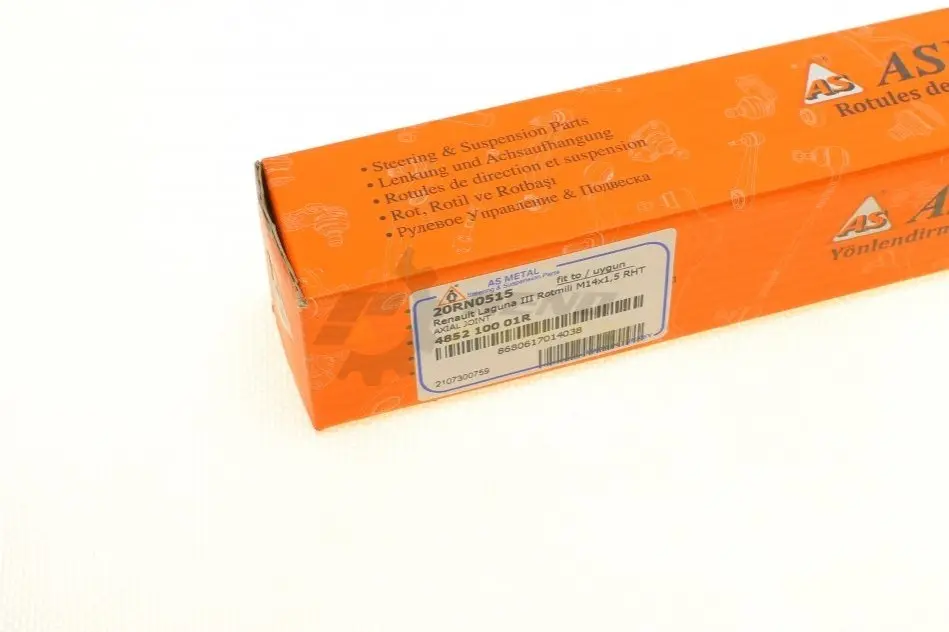 AS
AS
Rotules de
• Steering & Suspension Parts
• Lenkung und Achsaufhangung
• Rotules de direction et suspension
• Rot, Rotil ve Rotbaşı
• Рулевое Управление & Подвеска
AS
Yönlendirm
AS METAL
Steering & Suspension Parts
fit to / uygun
20RN0515
Renault Laguna III Rotmili M14x1,5 RHT
AXIAL JOINT
4852 100 01R
8680617014038
2107300759